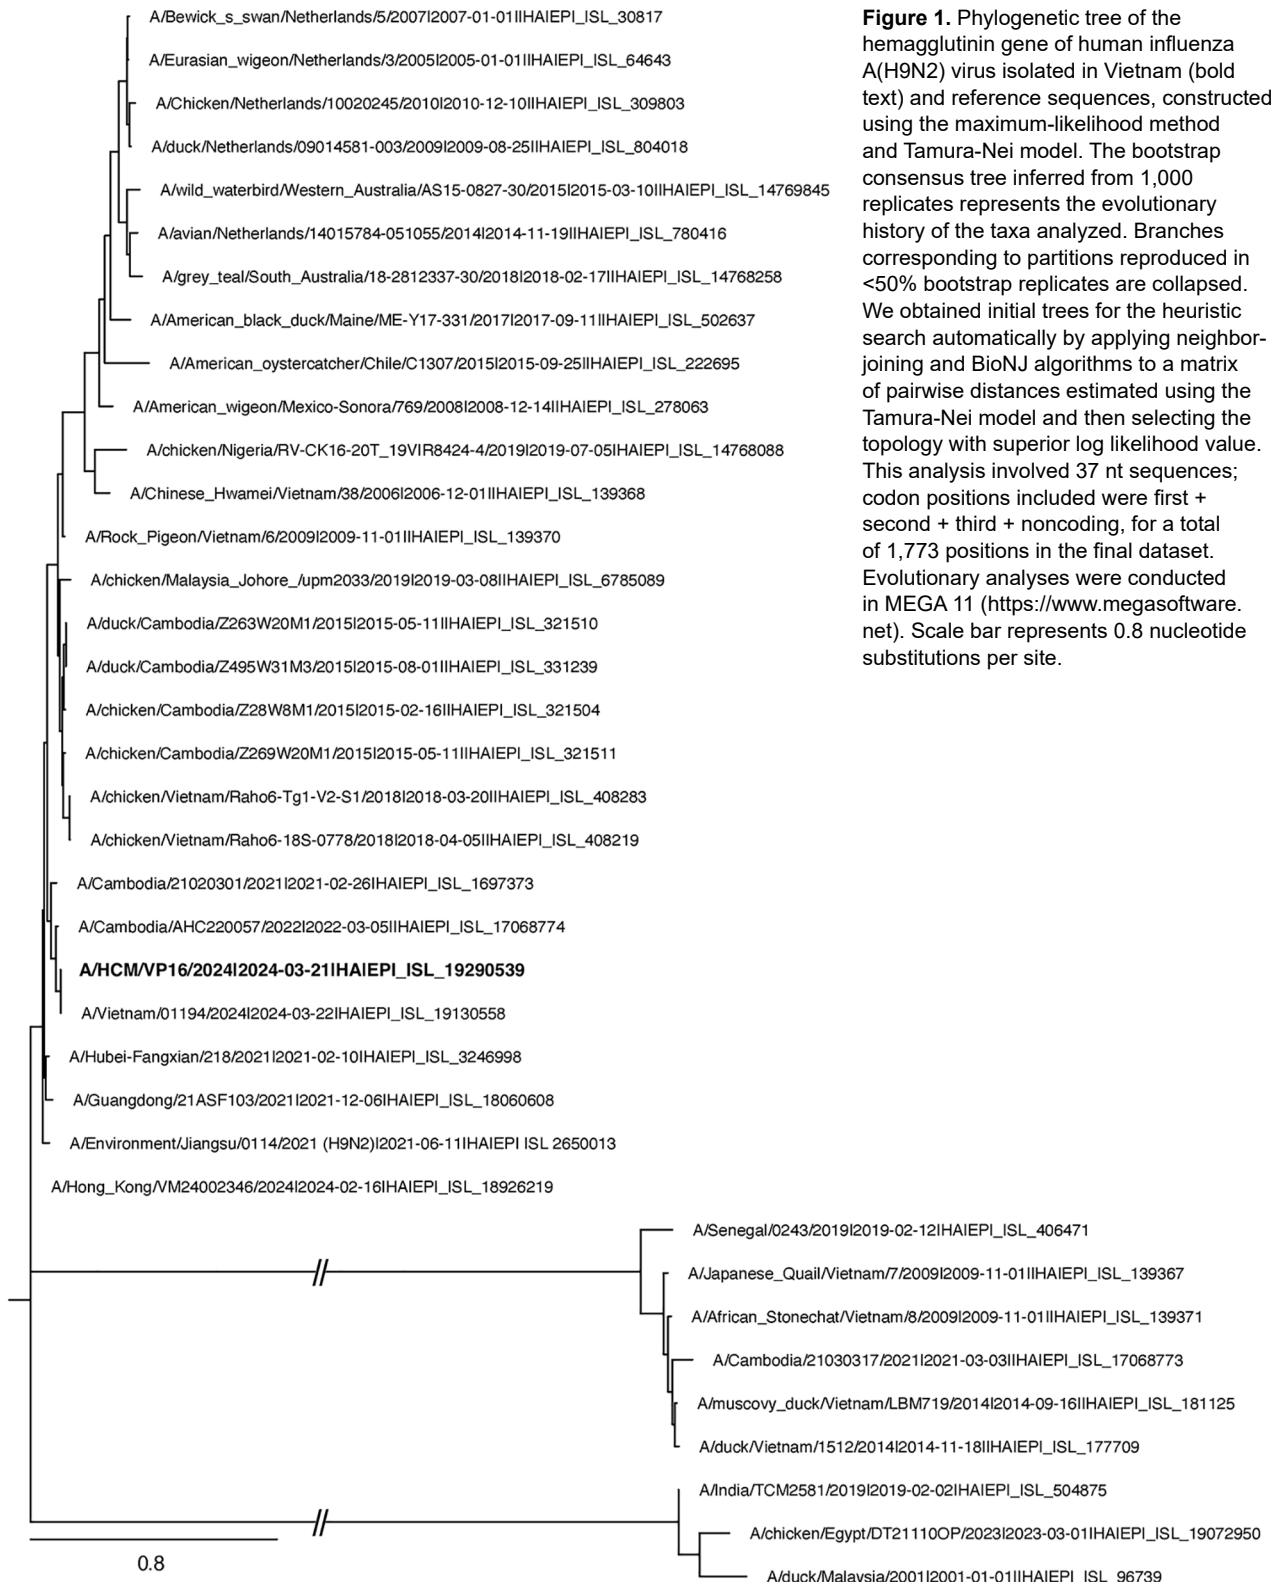 A/Bewick_s_swan/Netherlands/5/2007|2007-01-01||HA|EPI_ISL_30817
A/Eurasian_wigeon/Netherlands/3/2005|2005-01-01||HA|EPI_ISL_64643
A/Chicken/Netherlands/10020245/2010|2010-12-10||HA|EPI_ISL_309803
A/duck/Netherlands/09014581-003/2009|2009-08-25||HA|EPI_ISL_804018
A/wild_waterbird/Western_Australia/AS15-0827-30/2015|2015-03-10||HA|EPI_ISL_14769845
A/avian/Netherlands/14015784-051055/2014|2014-11-19||HA|EPI_ISL_780416
A/grey_teal/South_Australia/18-2812337-30/2018|2018-02-17||HA|EPI_ISL_14768258
A/American_black_duck/Maine/ME-Y17-331/2017|2017-09-11||HA|EPI_ISL_502637
A/American_oystercatcher/Chile/C1307/2015|2015-09-25||HA|EPI_ISL_222695
A/American_wigeon/Mexico-Sonora/769/2008|2008-12-14||HA|EPI_ISL_278063
A/chicken/Nigeria/RV-CK16-20T_19VIR8424-4/2019|2019-07-05|HA|EPI_ISL_14768088
A/Chinese_Hwamei/Vietnam/38/2006|2006-12-01||HA|EPI_ISL_139368
A/Rock_Pigeon/Vietnam/6/2009|2009-11-01||HA|EPI_ISL_139370
A/chicken/Malaysia_Johore_/upm2033/2019|2019-03-08||HA|EPI_ISL_6785089
A/duck/Cambodia/Z263W20M1/2015|2015-05-11||HA|EPI_ISL_321510
A/duck/Cambodia/Z495W31M3/2015|2015-08-01||HA|EPI_ISL_331239
A/chicken/Cambodia/Z28W8M1/2015|2015-02-16||HA|EPI_ISL_321504
A/chicken/Cambodia/Z269W20M1/2015|2015-05-11||HA|EPI_ISL_321511
A/chicken/Vietnam/Raho6-Tg1-V2-S1/2018|2018-03-20||HA|EPI_ISL_408283
A/chicken/Vietnam/Raho6-18S-0778/2018|2018-04-05||HA|EPI_ISL_408219
A/Cambodia/21020301/2021|2021-02-26|HA|EPI_ISL_1697373
A/Cambodia/AHC220057/2022|2022-03-05||HA|EPI_ISL_17068774
A/HCM/VP16/2024|2024-03-21|HA|EPI_ISL_19290539
A/Vietnam/01194/2024|2024-03-22|HA|EPI_ISL_19130558
A/Hubei-Fangxian/218/2021|2021-02-10|HA|EPI_ISL_3246998
A/Guangdong/21ASF103/2021|2021-12-06|HA|EPI_ISL_18060608
A/Environment/Jiangsu/0114/2021 (H9N2)|2021-06-11|HA|EPI ISL 2650013
A/Hong_Kong/VM24002346/2024|2024-02-16|HA|EPI_ISL_18926219
A/Senegal/0243/2019|2019-02-12|HA|EPI_ISL_406471
A/Japanese_Quail/Vietnam/7/2009|2009-11-01||HA|EPI_ISL_139367
A/African_Stonechat/Vietnam/8/2009|2009-11-01||HA|EPI_ISL_139371
A/Cambodia/21030317/2021|2021-03-03||HA|EPI_ISL_17068773
A/muscovy_duck/Vietnam/LBM719/2014|2014-09-16||HA|EPI_ISL_181125
A/duck/Vietnam/1512/2014|2014-11-18||HA|EPI_ISL_177709
A/India/TCM2581/2019|2019-02-02|HA|EPI_ISL_504875
A/chicken/Egypt/DT21110OP/2023|2023-03-01|HA|EPI_ISL_19072950
A/duck/Malaysia/2001|2001-01-01||HA|EPI_ISL_96739
0.8
Figure 1. Phylogenetic tree of the
hemagglutinin gene of human influenza
A(H9N2) virus isolated in Vietnam (bold
text) and reference sequences, constructed
using the maximum-likelihood method
and Tamura-Nei model. The bootstrap
consensus tree inferred from 1,000
replicates represents the evolutionary
history of the taxa analyzed. Branches
corresponding to partitions reproduced in
<50% bootstrap replicates are collapsed.
We obtained initial trees for the heuristic
search automatically by applying neighbor-
joining and BioNJ algorithms to a matrix
of pairwise distances estimated using the
Tamura-Nei model and then selecting the
topology with superior log likelihood value.
This analysis involved 37 nt sequences;
codon positions included were first +
second + third + noncoding, for a total
of 1,773 positions in the final dataset.
Evolutionary analyses were conducted
in MEGA 11 (https://www.megasoftware.
net). Scale bar represents 0.8 nucleotide
substitutions per site.